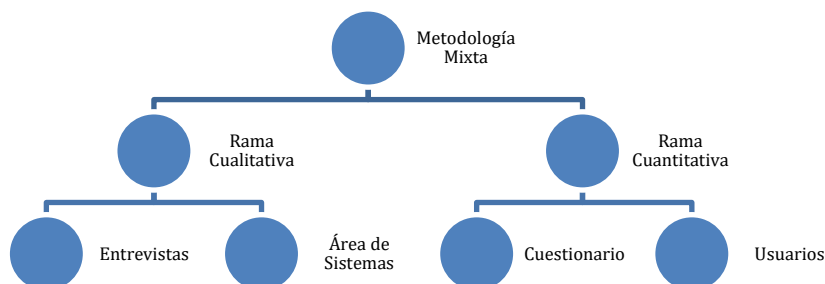 Metodología
Mixta
Rama
Cualitativa
Rama
Cuantitativa
Entrevistas
Área de
Sistemas
Cuestionario
Usuarios